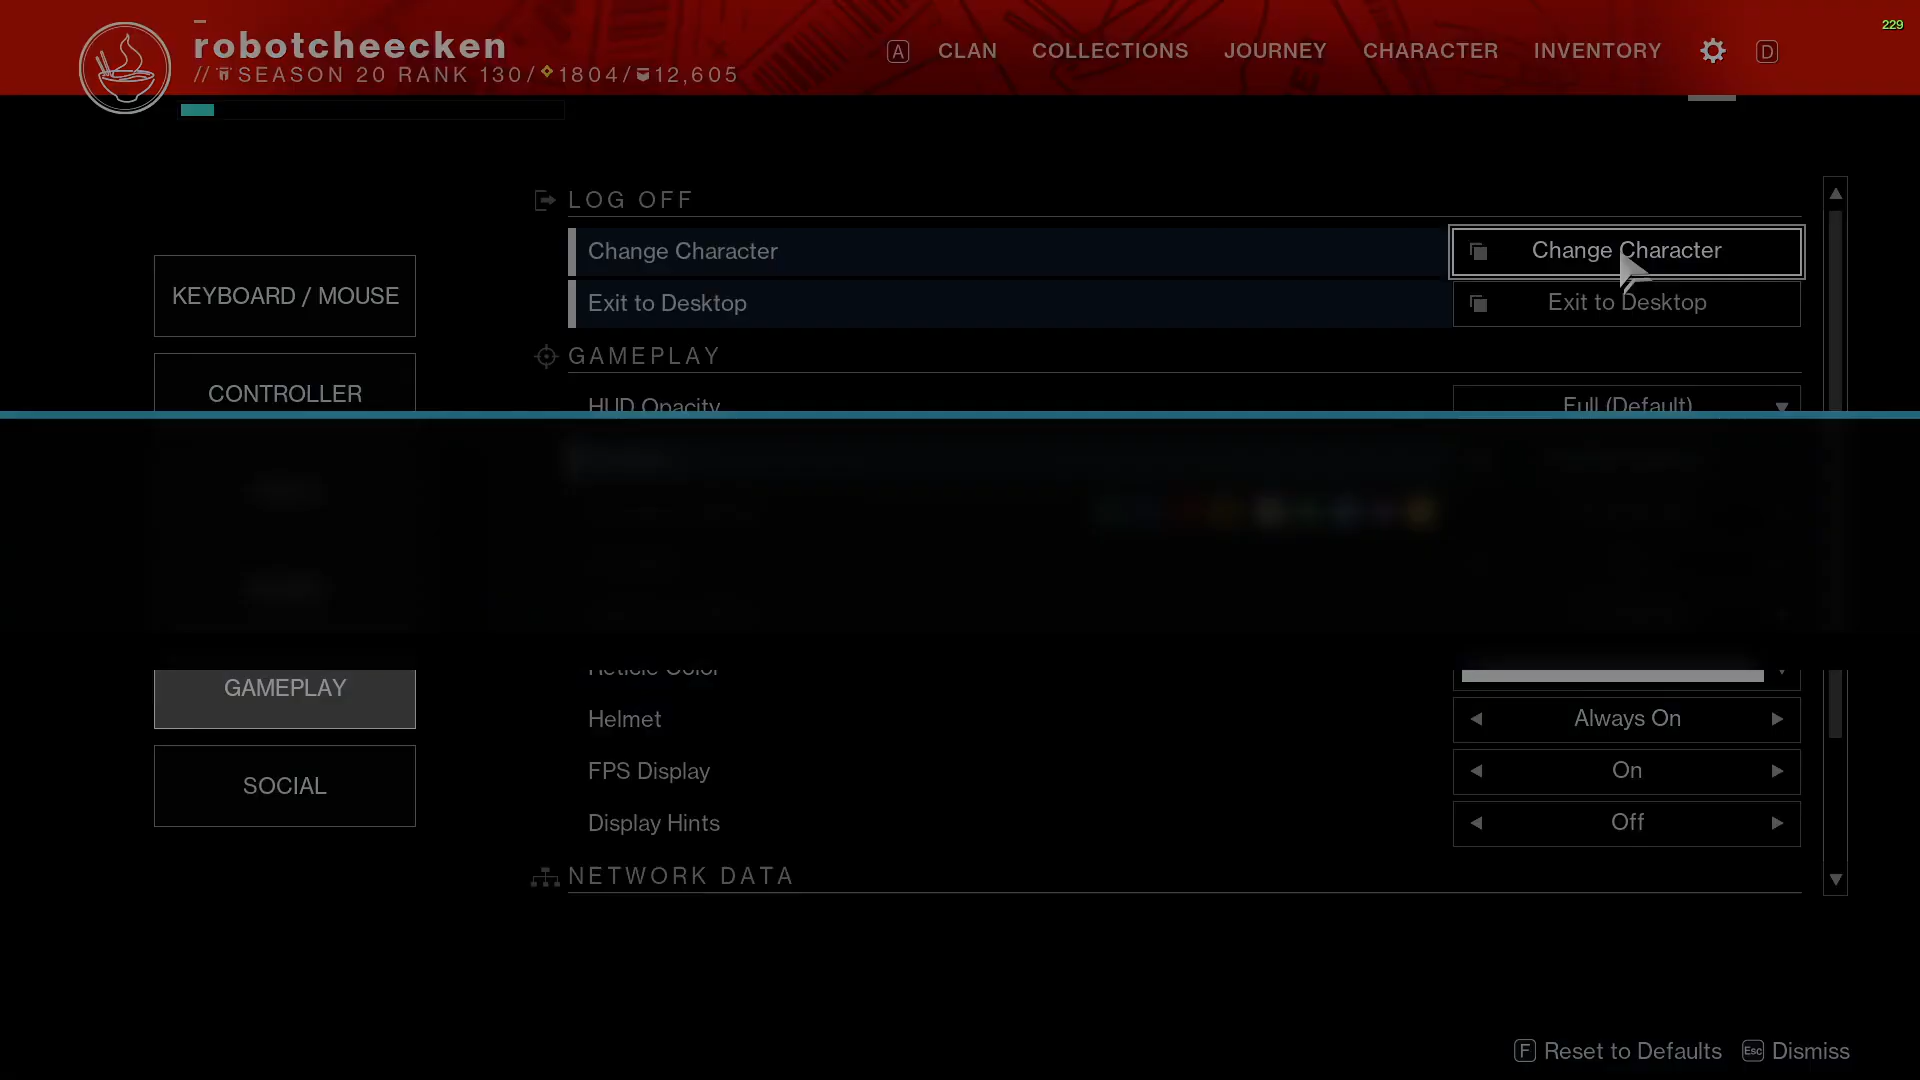 229
robotcheecken
// SEASON 20 RANK 130/1804/12,605
A CLAN COLLECTIONS JOURNEY CHARACTER INVENTORY D
LOG OFF
Change Character Change Character
Exit to Desktop Exit to Desktop
KEYBOARD / MOUSE
GAMEPLAY
CONTROLLER
HUD Opacity Full (Default)
Reticle Color
GAMEPLAY
Helmet Always On
FPS Display On
SOCIAL
Display Hints Off
NETWORK DATA
F Reset to Defaults Esc Dismiss